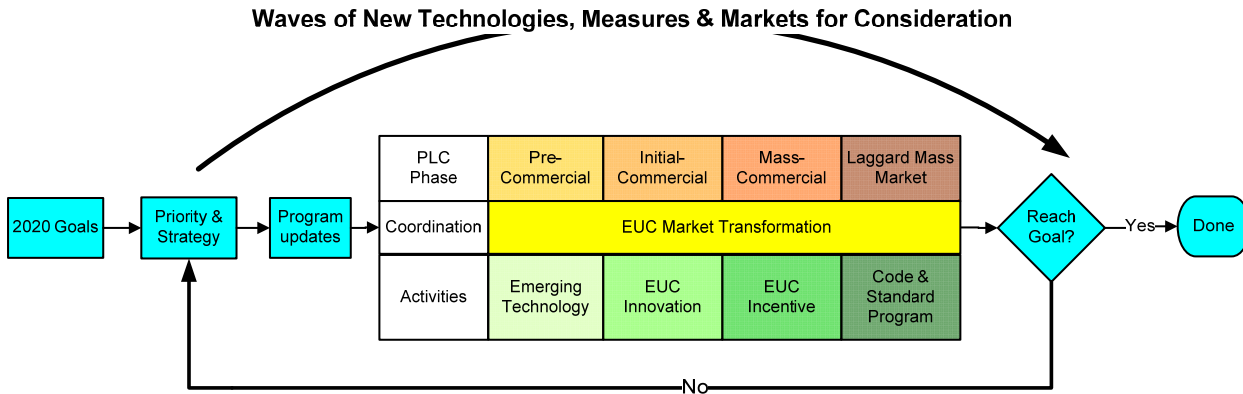 Waves of New Technologies, Measures & Markets for Consideration
2020 Goals
Priority &
Strategy
Program
updates
PLC
Phase
Pre-
Commercial
Initial-
Commercial
Mass-
Commercial
Laggard Mass
Market
Coordination
EUC Market Transformation
Activities
Emerging
Technology
EUC
Innovation
EUC
Incentive
Code &
Standard
Program
Reach
Goal?
Yes
Done
No